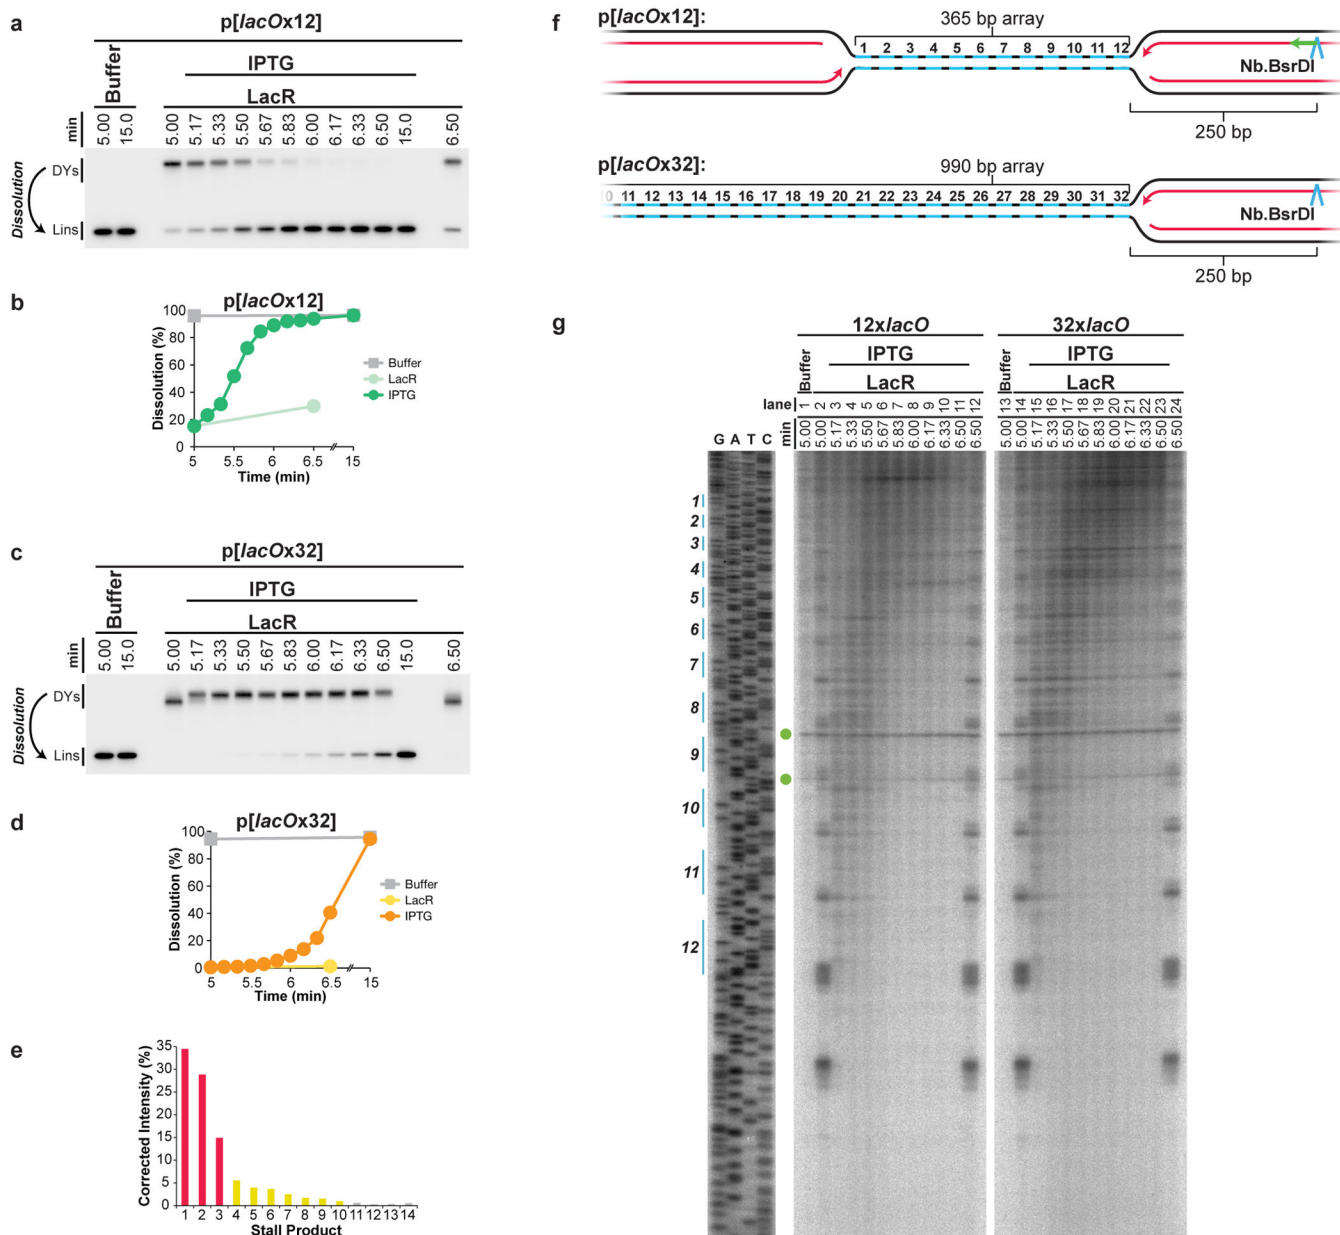 a
p[lacOx12]
Buffer
IPTG
LacR
min
5.00 15.0 5.00 5.17 5.33 5.50 5.67 5.83 6.00 6.17 6.33 6.50 15.0 6.50
Dissolution
DYs
Lins
b
p[lacOx12]
Dissolution (%)
100
80
60
40
20
0
5 5.5 6 6.5 15
Time (min)
Buffer
LacR
IPTG
c
p[lacOx32]
Buffer
IPTG
LacR
min
5.00 15.0 5.00 5.17 5.33 5.50 5.67 5.83 6.00 6.17 6.33 6.50 15.0 6.50
Dissolution
DYs
Lins
d
p[lacOx32]
Dissolution (%)
100
80
60
40
20
0
5 5.5 6 6.5 15
Time (min)
Buffer
LacR
IPTG
e
Corrected Intensity (%)
35
30
25
20
15
10
5
0
1 2 3 4 5 6 7 8 9 10 11 12 13 14
Stall Product
f
p[lacOx12]:
365 bp array
1 2 3 4 5 6 7 8 9 10 11 12
Nb.BsrDI
250 bp
p[lacOx32]:
990 bp array
10 11 12 13 14 15 16 17 18 19 20 21 22 23 24 25 26 27 28 29 30 31 32
Nb.BsrDI
250 bp
g
12xlacO 32xlacO
Buffer IPTG Buffer IPTG
LacR LacR
lane 1 2 3 4 5 6 7 8 9 10 11 12 13 14 15 16 17 18 19 20 21 22 23 24
min 5.00 5.00 5.17 5.33 5.50 5.67 5.83 6.00 6.17 6.33 6.50 6.50 5.00 5.00 5.17 5.33 5.50 5.67 5.83 6.00 6.17 6.33 6.50 6.50
G A T C
1
2
3
4
5
6
7
8
9
10
11
12